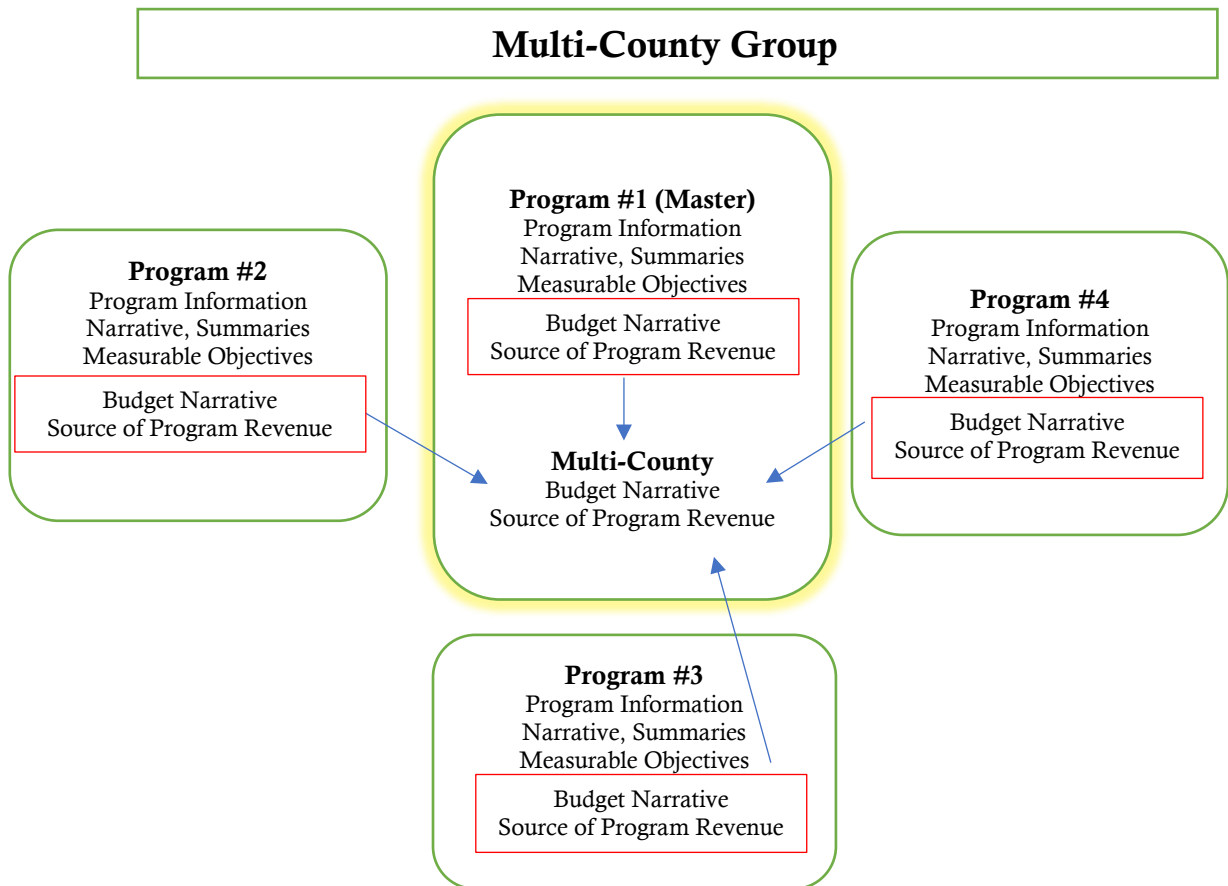 Multi-County Group
Program #1 (Master)
Program Information
Narrative, Summaries
Measurable Objectives
Budget Narrative
Source of Program Revenue
Multi-County
Budget Narrative
Source of Program Revenue
Program #2
Program Information
Narrative, Summaries
Measurable Objectives
Budget Narrative
Source of Program Revenue
Program #4
Program Information
Narrative, Summaries
Measurable Objectives
Budget Narrative
Source of Program Revenue
Program #3
Program Information
Narrative, Summaries
Measurable Objectives
Budget Narrative
Source of Program Revenue